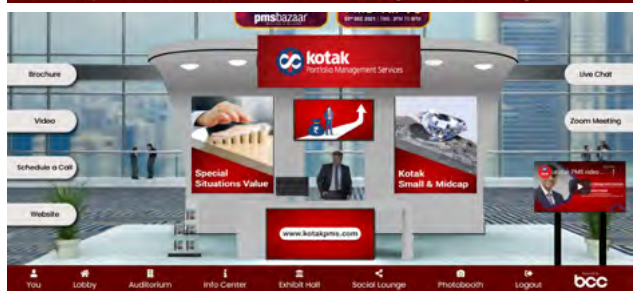 pmsbazaar
kotak
Portfolio Management Services
Brochure
Live Chat
Video
Zoom Meeting
Schedule a Call
Website
Special
Situations Value
Kotak
Small & Midcap
www.kotakpms.com
You
Lobby
Auditorium
Info Center
Exhibit Hall
Social Lounge
Photobooth
Logout
bcc